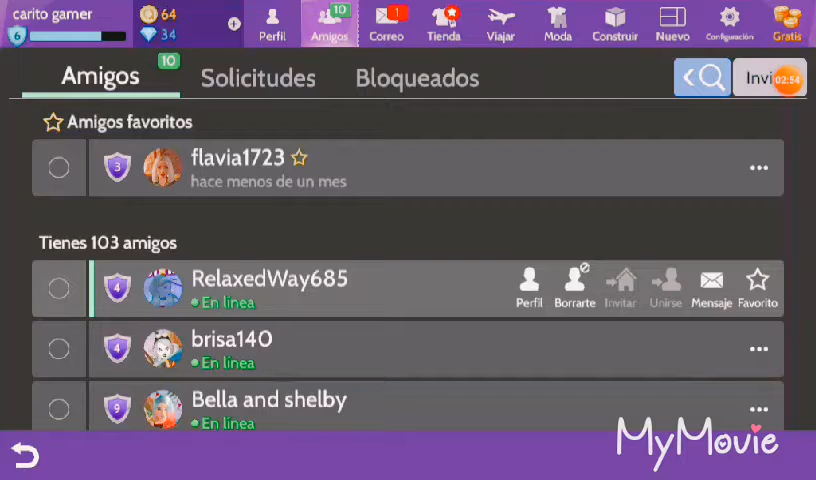 carito gamer
6
64
34
Perfil
10
Amigos
1
Correo
Tienda
Viajar
Moda
Construir
Nuevo
Configuración
Gratis
Amigos
10
Solicitudes
Bloqueados
Invi
02:54
Amigos favoritos
3
flavia1723
hace menos de un mes
Tienes 103 amigos
4
RelaxedWay685
En línea
Perfil
Borrarte
Invitar
Unirse
Mensaje
Favorito
4
brisa140
En línea
9
Bella and shelby
En línea
MyMovie